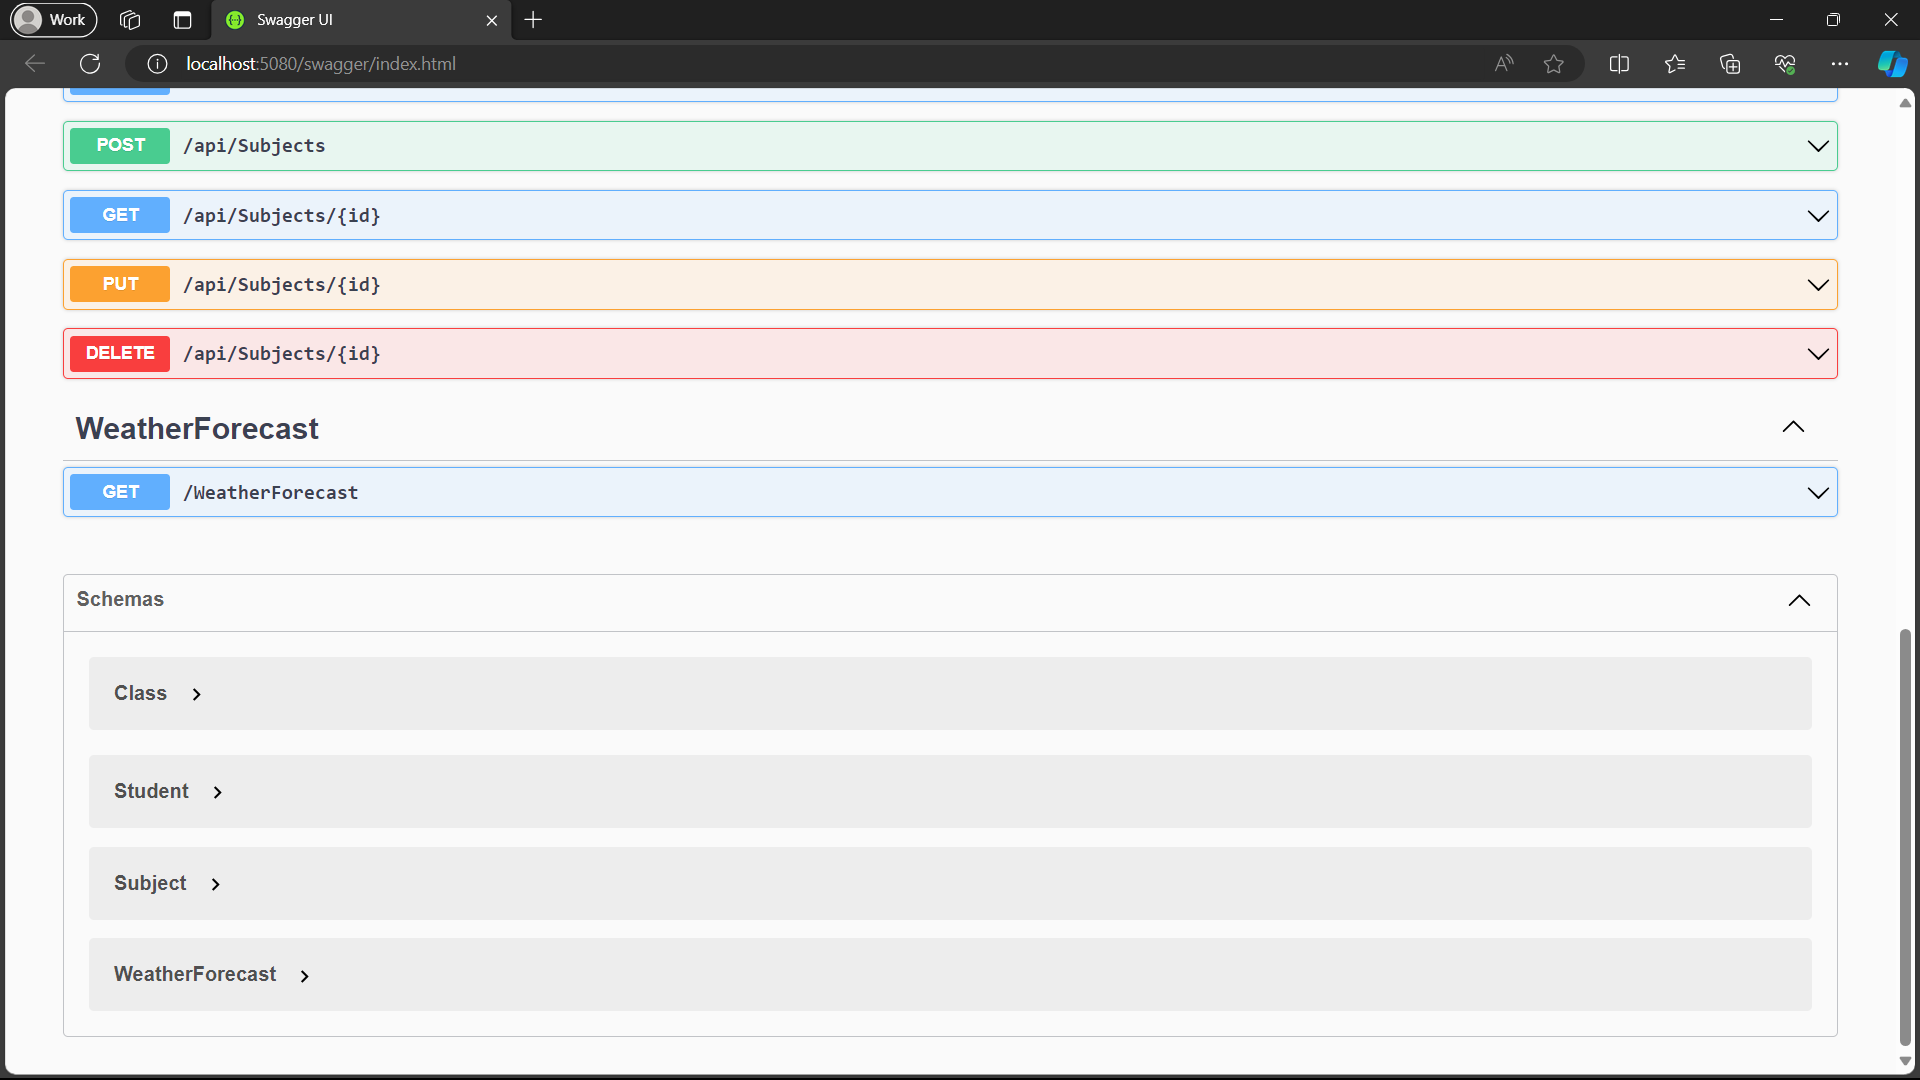 Work
Swagger UI
localhost:5080/swagger/index.html
POST /api/Subjects
GET /api/Subjects/{id}
PUT /api/Subjects/{id}
DELETE /api/Subjects/{id}
WeatherForecast
GET /WeatherForecast
Schemas
Class
Student
Subject
WeatherForecast